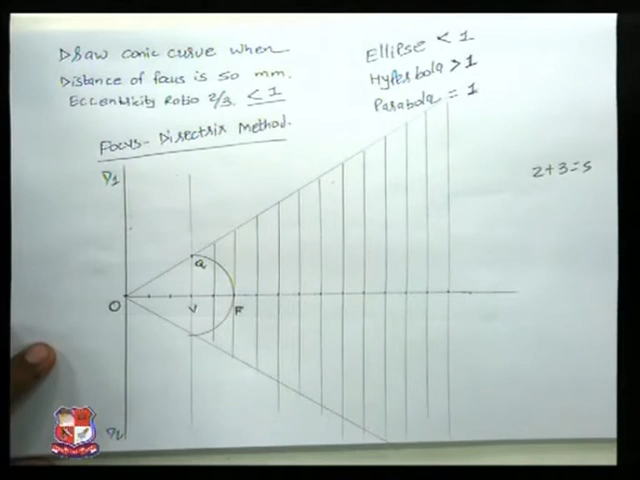 Draw conic curve when
Distance of focus is 50 mm.
Eccentricity Ratio 2/3. < 1
Focus-Directrix Method.
Ellipse < 1
Hyperbola > 1
Parabola = 1
2+3=5
D1
Q
O
V
F